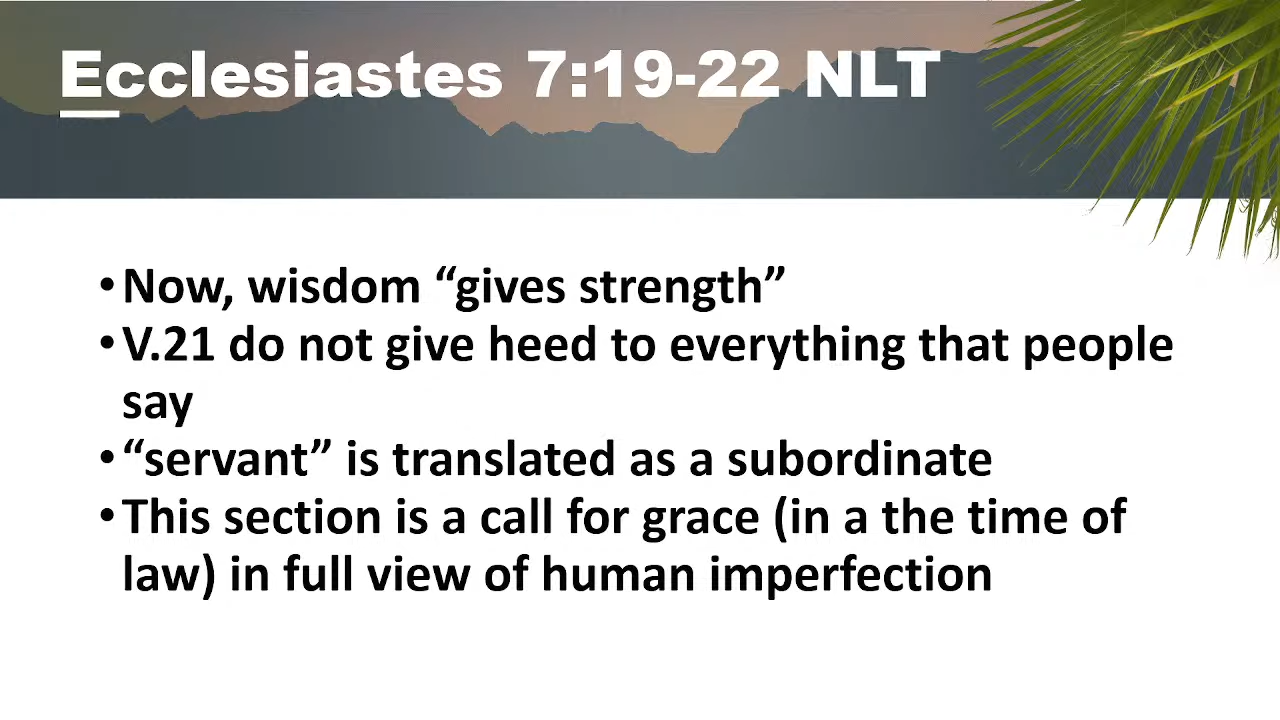 Ecclesiastes 7:19-22 NLT
•Now, wisdom “gives strength”
•V.21 do not give heed to everything that people
say
•“servant” is translated as a subordinate
•This section is a call for grace (in a the time of
law) in full view of human imperfection